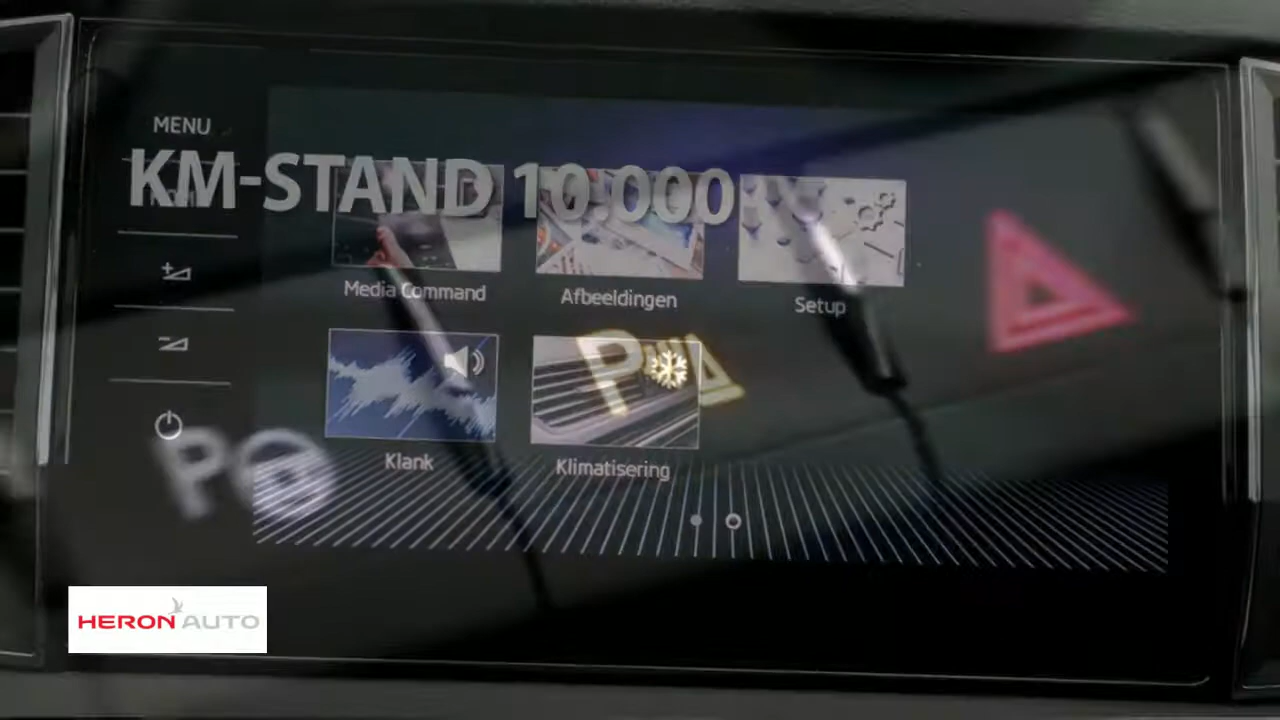 MENU
KM-STAND 10.000
Media Command
Afbeeldingen
Setup
P
Klank
Klimatisering
P
HERON AUTO